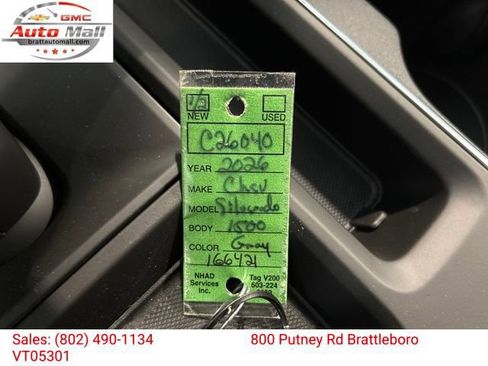 GMC
Auto Mall
brattautomall.com
NEW USED
C26040
YEAR 2026
MAKE Chev
MODEL Silverado
BODY 1500
COLOR Gray
166421
NHAD Tag V200
Services 603-224
Inc.
Sales: (802) 490-1134 800 Putney Rd Brattleboro
VT05301